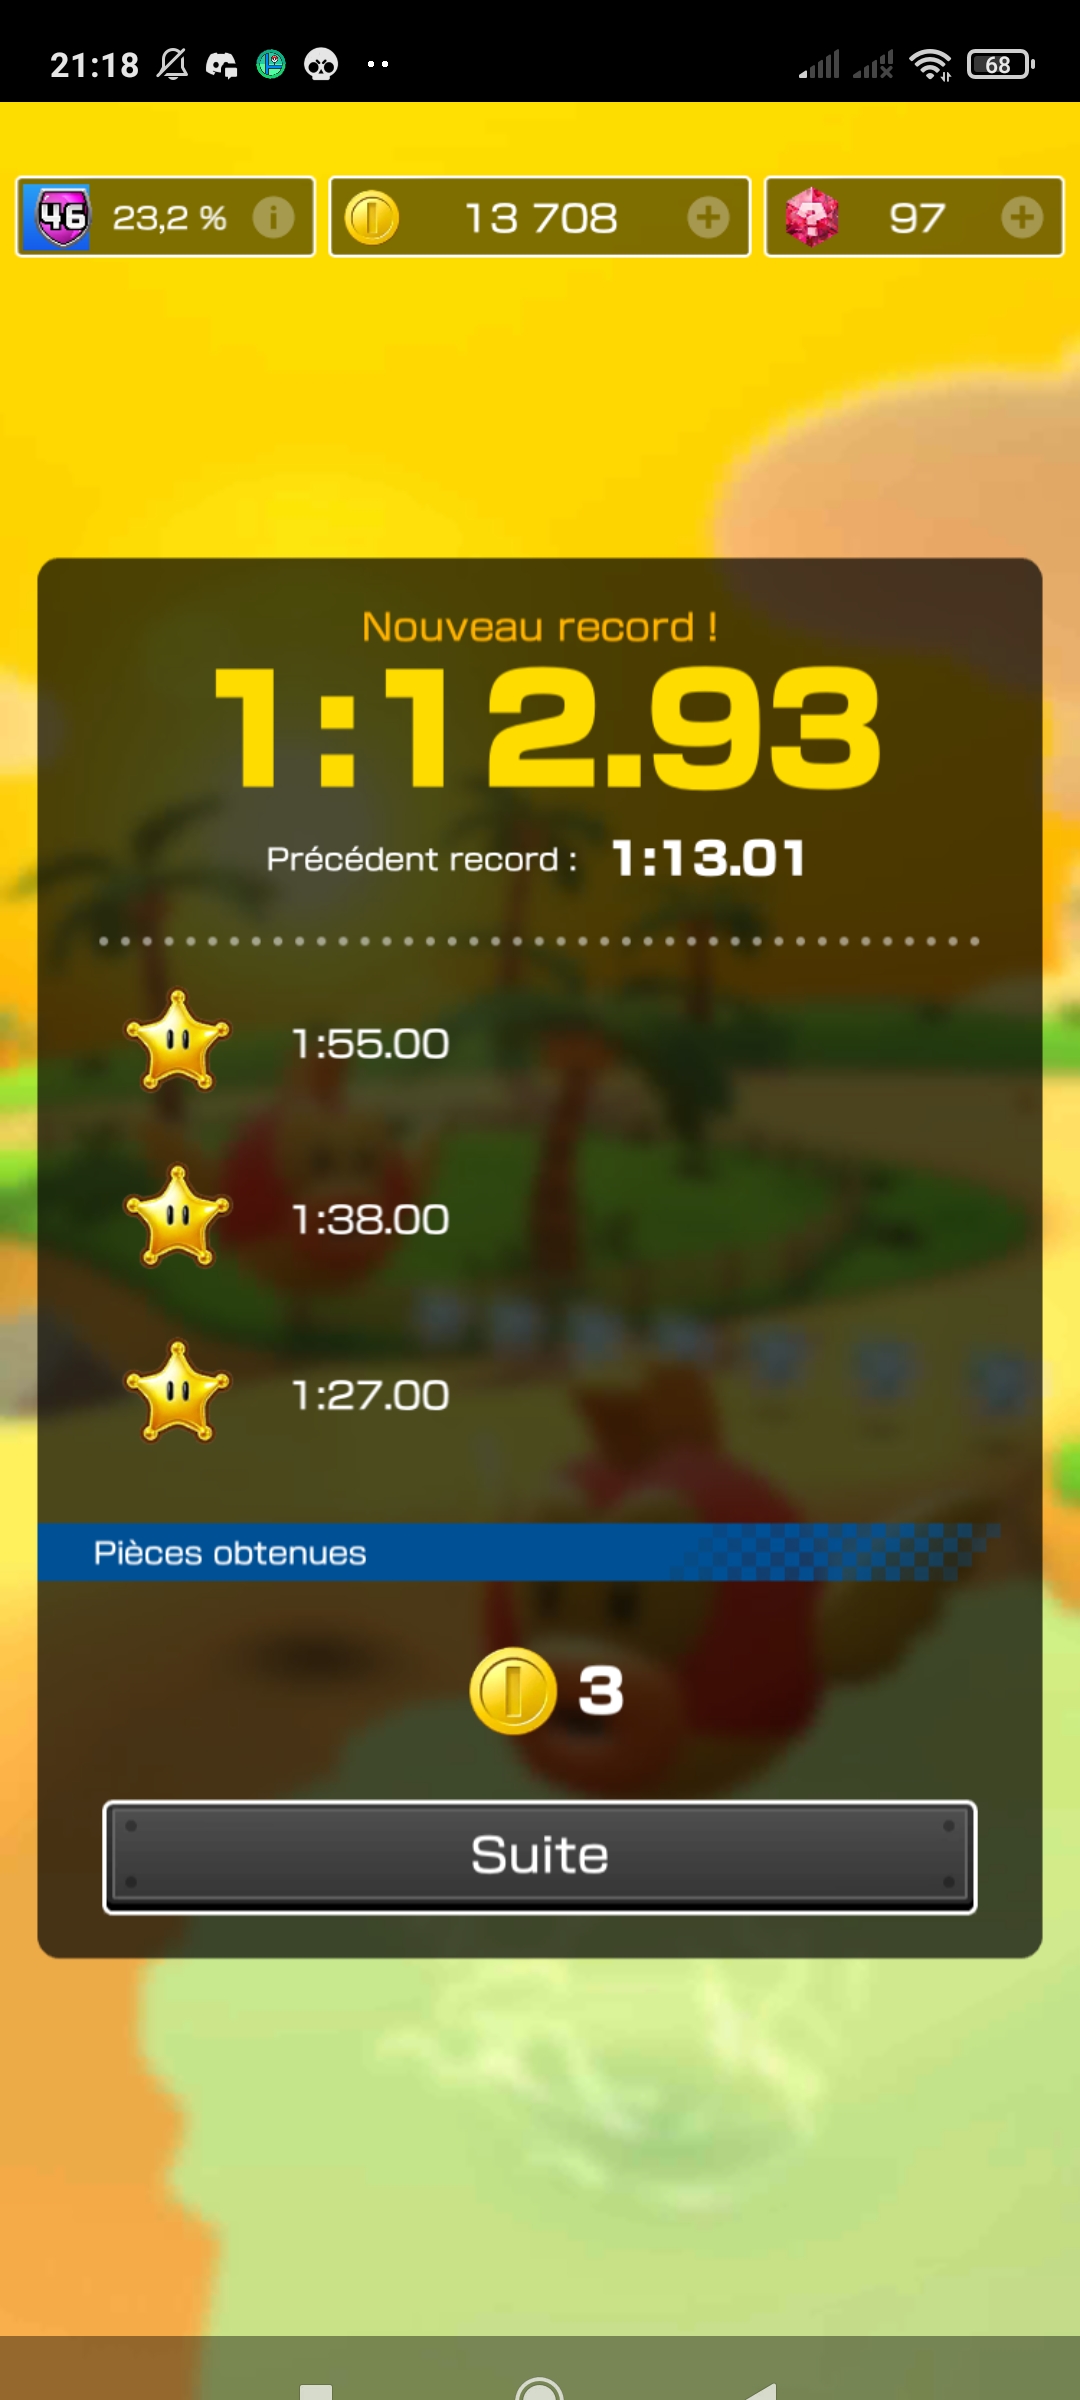 21:18
68
46 23,2 % i
13 708
97
Nouveau record !
1:12.93
Précédent record : 1:13.01
1:55.00
1:38.00
1:27.00
Pièces obtenues
3
Suite